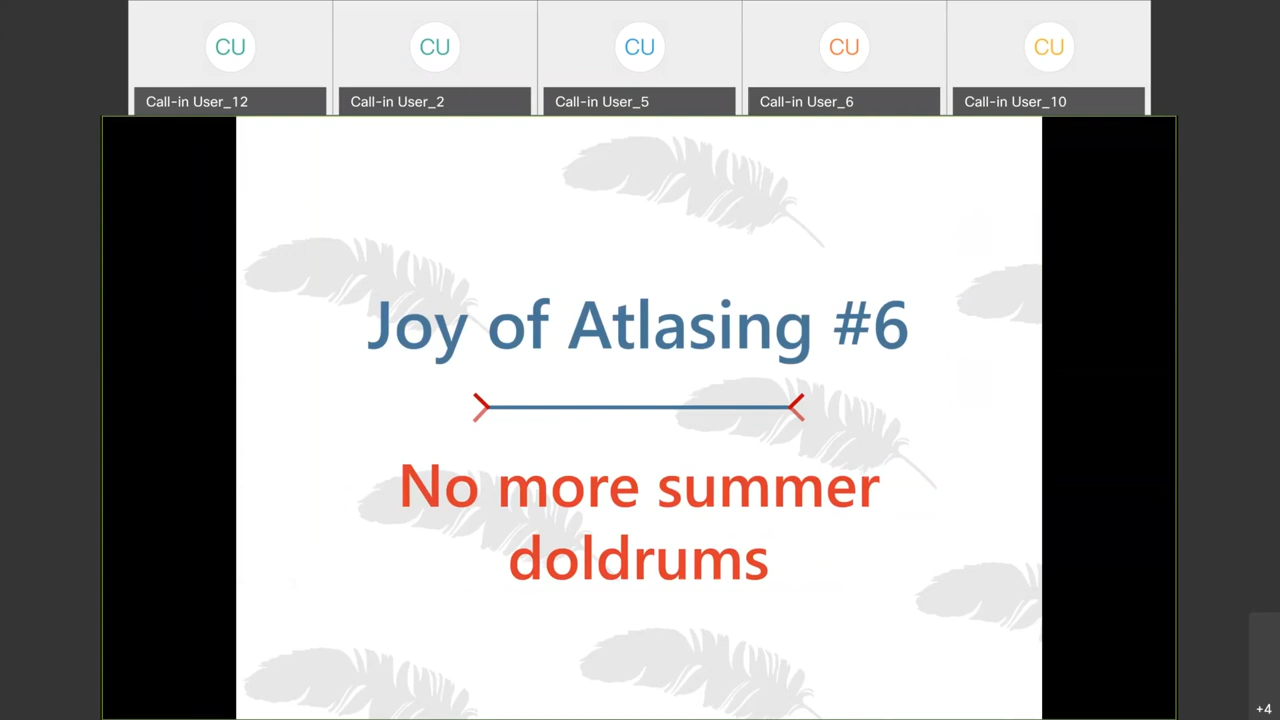 CU CU CU CU CU
Call-in User_12 Call-in User_2 Call-in User_5 Call-in User_6 Call-in User_10
Joy of Atlasing #6
No more summer
doldrums
+4